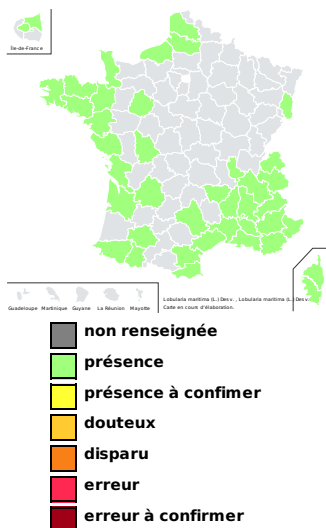 Île-de-France
Guadeloupe Martinique Guyane La Réunion Mayotte
Lobularia maritima (L.) Desv. , Lobularia maritima (L.) Desv.
Carte en cours d'élaboration.
non renseignée
présence
présence à confimer
douteux
disparu
erreur
erreur à confirmer